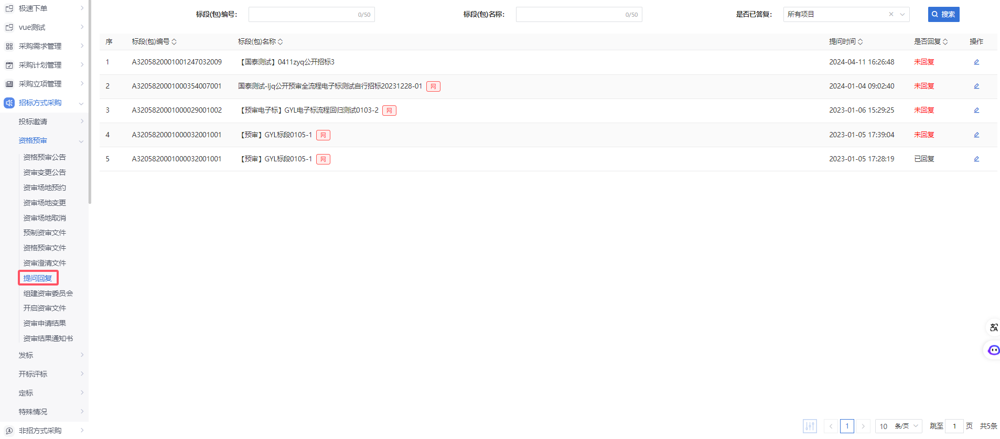 极速下单
vue测试
采购需求管理
采购计划管理
采购立项管理
招标方式采购
投标邀请
资格预审
资格预审公告
资审变更公告
资审场地预约
资审场地变更
资审场地取消
预制资审文件
资格预审文件
资审澄清文件
提问回复
组建资审委员会
开启资审文件
资审申请结果
资审结果通知书
发标
开标评标
定标
特殊情况
非招方式采购
标段(包)编号: 0/50 标段(包)名称: 0/50 是否已答复: 所有项目 搜索
序 标段(包)编号 标段(包)名称 提问时间 是否回复 操作
1 A3205820001001247032009 【国泰测试】0411zyq公开招标3 2024-04-11 16:26:48 未回复
2 A3205820001000354007001 国泰测试-ljq公开预审全流程电子标测试自行招标20231228-01 网 2024-01-04 09:02:40 未回复
3 A3205820001000029001002 【预审电子标】GYL电子标流程回归测试0103-2 网 2023-01-06 15:29:25 未回复
4 A3205820001000032001001 【预审】GYL标段0105-1 网 2023-01-05 17:39:04 未回复
5 A3205820001000032001001 【预审】GYL标段0105-1 网 2023-01-05 17:28:19 已回复
1 10 条/页 跳至 1 页 共5条